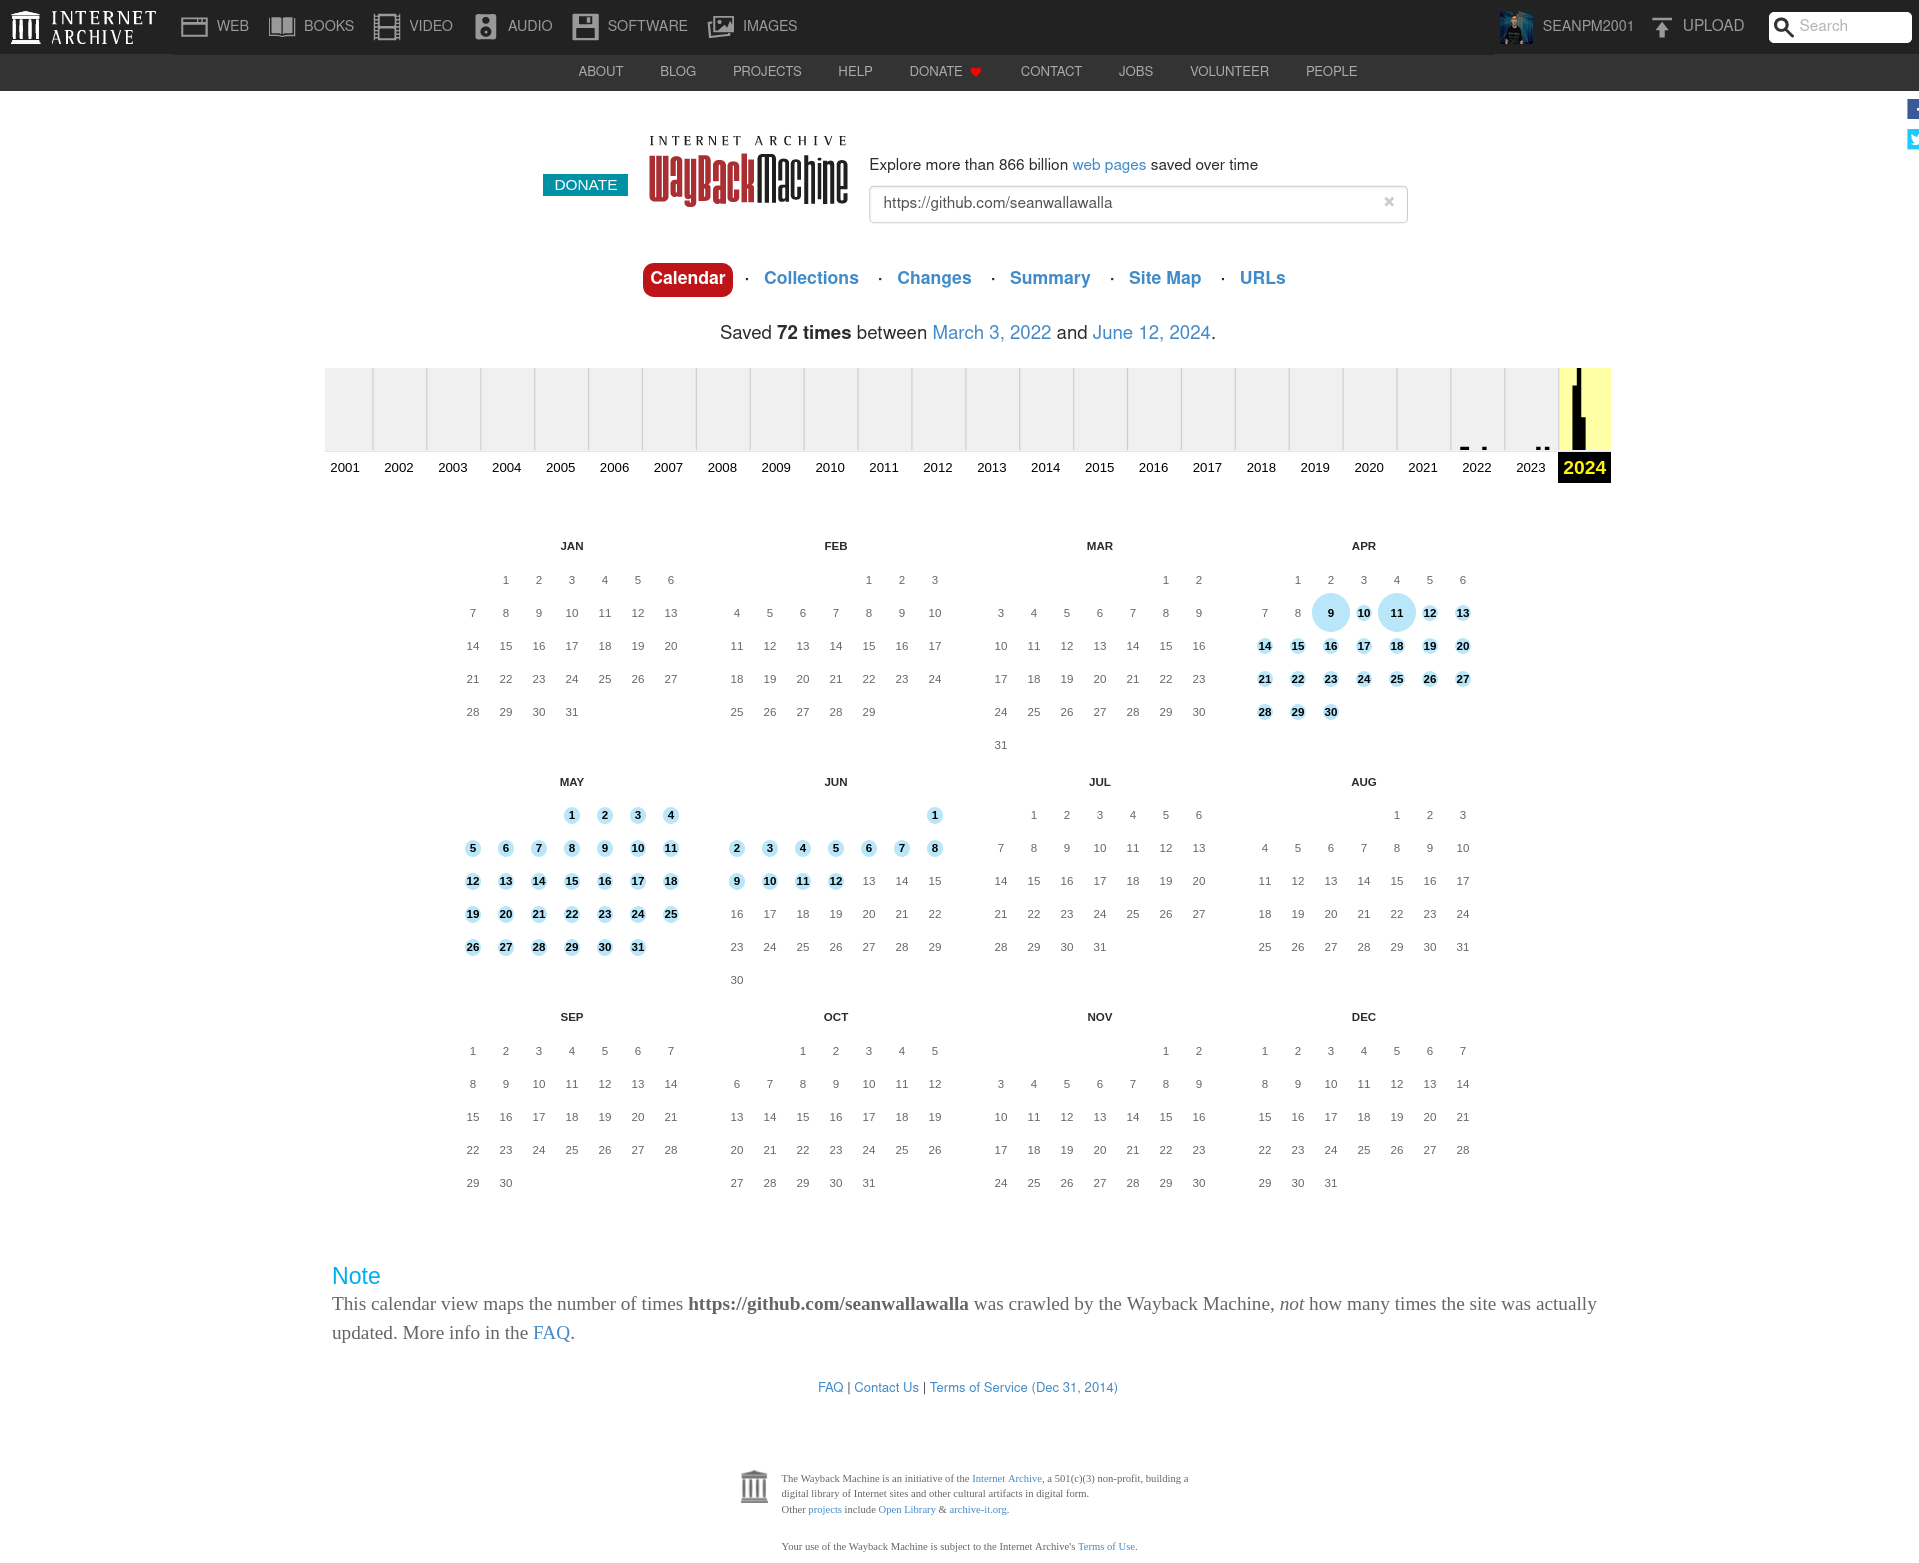 INTERNET ARCHIVE
WEB BOOKS VIDEO AUDIO SOFTWARE IMAGES SEANPM2001 UPLOAD Search
ABOUT BLOG PROJECTS HELP DONATE CONTACT JOBS VOLUNTEER PEOPLE
INTERNET ARCHIVE
WayBackMachine
DONATE
Explore more than 866 billion web pages saved over time
https://github.com/seanwallawalla ×
Calendar · Collections · Changes · Summary · Site Map · URLs
Saved 72 times between March 3, 2022 and June 12, 2024.
2001 2002 2003 2004 2005 2006 2007 2008 2009 2010 2011 2012 2013 2014 2015 2016 2017 2018 2019 2020 2021 2022 2023 2024
JAN
1 2 3 4 5 6
7 8 9 10 11 12 13
14 15 16 17 18 19 20
21 22 23 24 25 26 27
28 29 30 31
FEB
1 2 3
4 5 6 7 8 9 10
11 12 13 14 15 16 17
18 19 20 21 22 23 24
25 26 27 28 29
MAR
1 2
3 4 5 6 7 8 9
10 11 12 13 14 15 16
17 18 19 20 21 22 23
24 25 26 27 28 29 30
31
APR
1 2 3 4 5 6
7 8 9 10 11 12 13
14 15 16 17 18 19 20
21 22 23 24 25 26 27
28 29 30
MAY
1 2 3 4
5 6 7 8 9 10 11
12 13 14 15 16 17 18
19 20 21 22 23 24 25
26 27 28 29 30 31
JUN
1
2 3 4 5 6 7 8
9 10 11 12 13 14 15
16 17 18 19 20 21 22
23 24 25 26 27 28 29
30
JUL
1 2 3 4 5 6
7 8 9 10 11 12 13
14 15 16 17 18 19 20
21 22 23 24 25 26 27
28 29 30 31
AUG
1 2 3
4 5 6 7 8 9 10
11 12 13 14 15 16 17
18 19 20 21 22 23 24
25 26 27 28 29 30 31
SEP
1 2 3 4 5 6 7
8 9 10 11 12 13 14
15 16 17 18 19 20 21
22 23 24 25 26 27 28
29 30
OCT
1 2 3 4 5
6 7 8 9 10 11 12
13 14 15 16 17 18 19
20 21 22 23 24 25 26
27 28 29 30 31
NOV
1 2
3 4 5 6 7 8 9
10 11 12 13 14 15 16
17 18 19 20 21 22 23
24 25 26 27 28 29 30
DEC
1 2 3 4 5 6 7
8 9 10 11 12 13 14
15 16 17 18 19 20 21
22 23 24 25 26 27 28
29 30 31
Note
This calendar view maps the number of times https://github.com/seanwallawalla was crawled by the Wayback Machine, not how many times the site was actually
updated. More info in the FAQ.
FAQ | Contact Us | Terms of Service (Dec 31, 2014)
The Wayback Machine is an initiative of the Internet Archive, a 501(c)(3) non-profit, building a
digital library of Internet sites and other cultural artifacts in digital form.
Other projects include Open Library & archive-it.org.
Your use of the Wayback Machine is subject to the Internet Archive's Terms of Use.